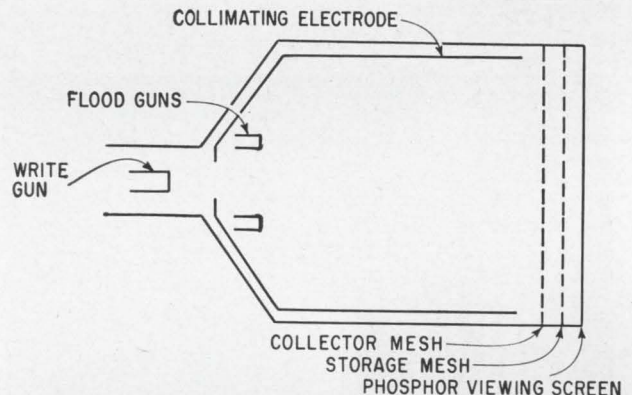 COLLIMATING ELECTRODE
FLOOD GUNS
WRITE
GUN
COLLECTOR MESH
STORAGE MESH
PHOSPHOR VIEWING SCREEN